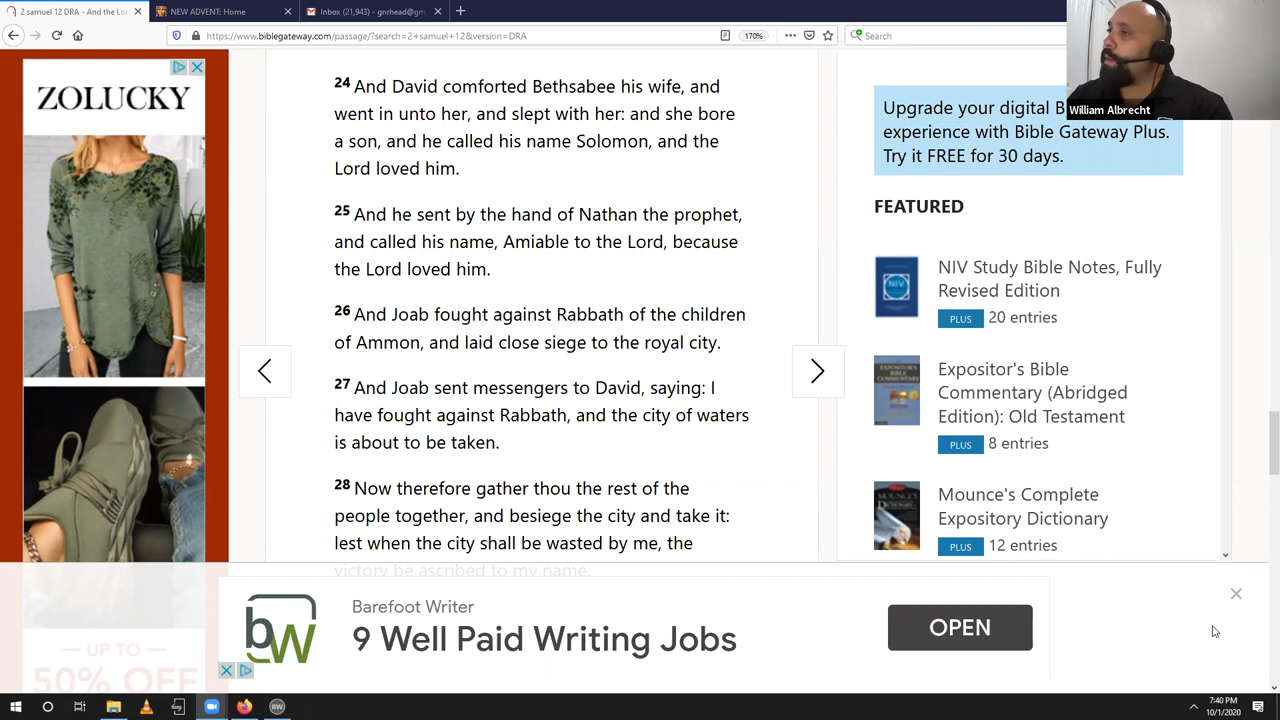 2 samuel 12 DRA - And the Lo
NEW ADVENT: Home
Inbox (21,943) - gnrhead@gm
https://www.biblegateway.com/passage/?search=2+samuel+12&version=DRA
170%
Search
William Albrecht
ZOLUCKY
UP TO
50% OFF
24 And David comforted Bethsabee his wife, and
went in unto her, and slept with her: and she bore
a son, and he called his name Solomon, and the
Lord loved him.
25 And he sent by the hand of Nathan the prophet,
and called his name, Amiable to the Lord, because
the Lord loved him.
26 And Joab fought against Rabbath of the children
of Ammon, and laid close siege to the royal city.
27 And Joab sent messengers to David, saying: I
have fought against Rabbath, and the city of waters
is about to be taken.
28 Now therefore gather thou the rest of the
people together, and besiege the city and take it:
lest when the city shall be wasted by me, the
victory be ascribed to my name.
Upgrade your digital B
experience with Bible Gateway Plus.
Try it FREE for 30 days.
FEATURED
NIV
NIV Study Bible Notes, Fully
Revised Edition
PLUS 20 entries
Expositor's Bible
Commentary (Abridged
Edition): Old Testament
PLUS 8 entries
Mounce's Complete
Expository Dictionary
PLUS 12 entries
bw
Barefoot Writer
9 Well Paid Writing Jobs
OPEN
BW
7:40 PM
10/1/2020